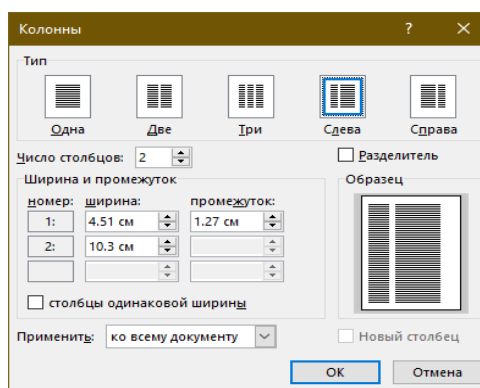 Колонны ?
Тип
Одна Две Три Слева Справа
Число столбцов: 2 Разделитель
Ширина и промежуток Образец
номер: ширина: промежуток:
1: 4.51 см 1.27 см
2: 10.3 см
столбцы одинаковой ширины
Применить: ко всему документу Новый столбец
ОК Отмена